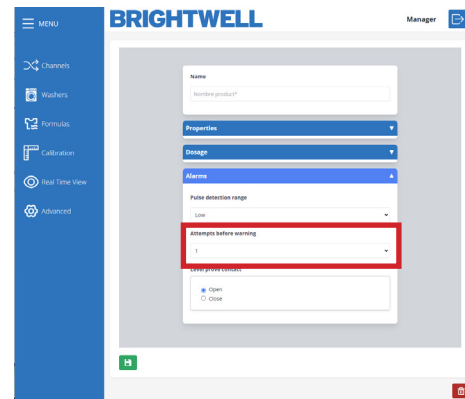 MENU
BRIGHTWELL
Manager
Channels
Washers
Formulas
Calibration
Real Time View
Advanced
Name
Nombre product*
Properties
Dosage
Alarms
Pulse detection range
Low
Attempts before warning
1
Level prove contact
Open
Close